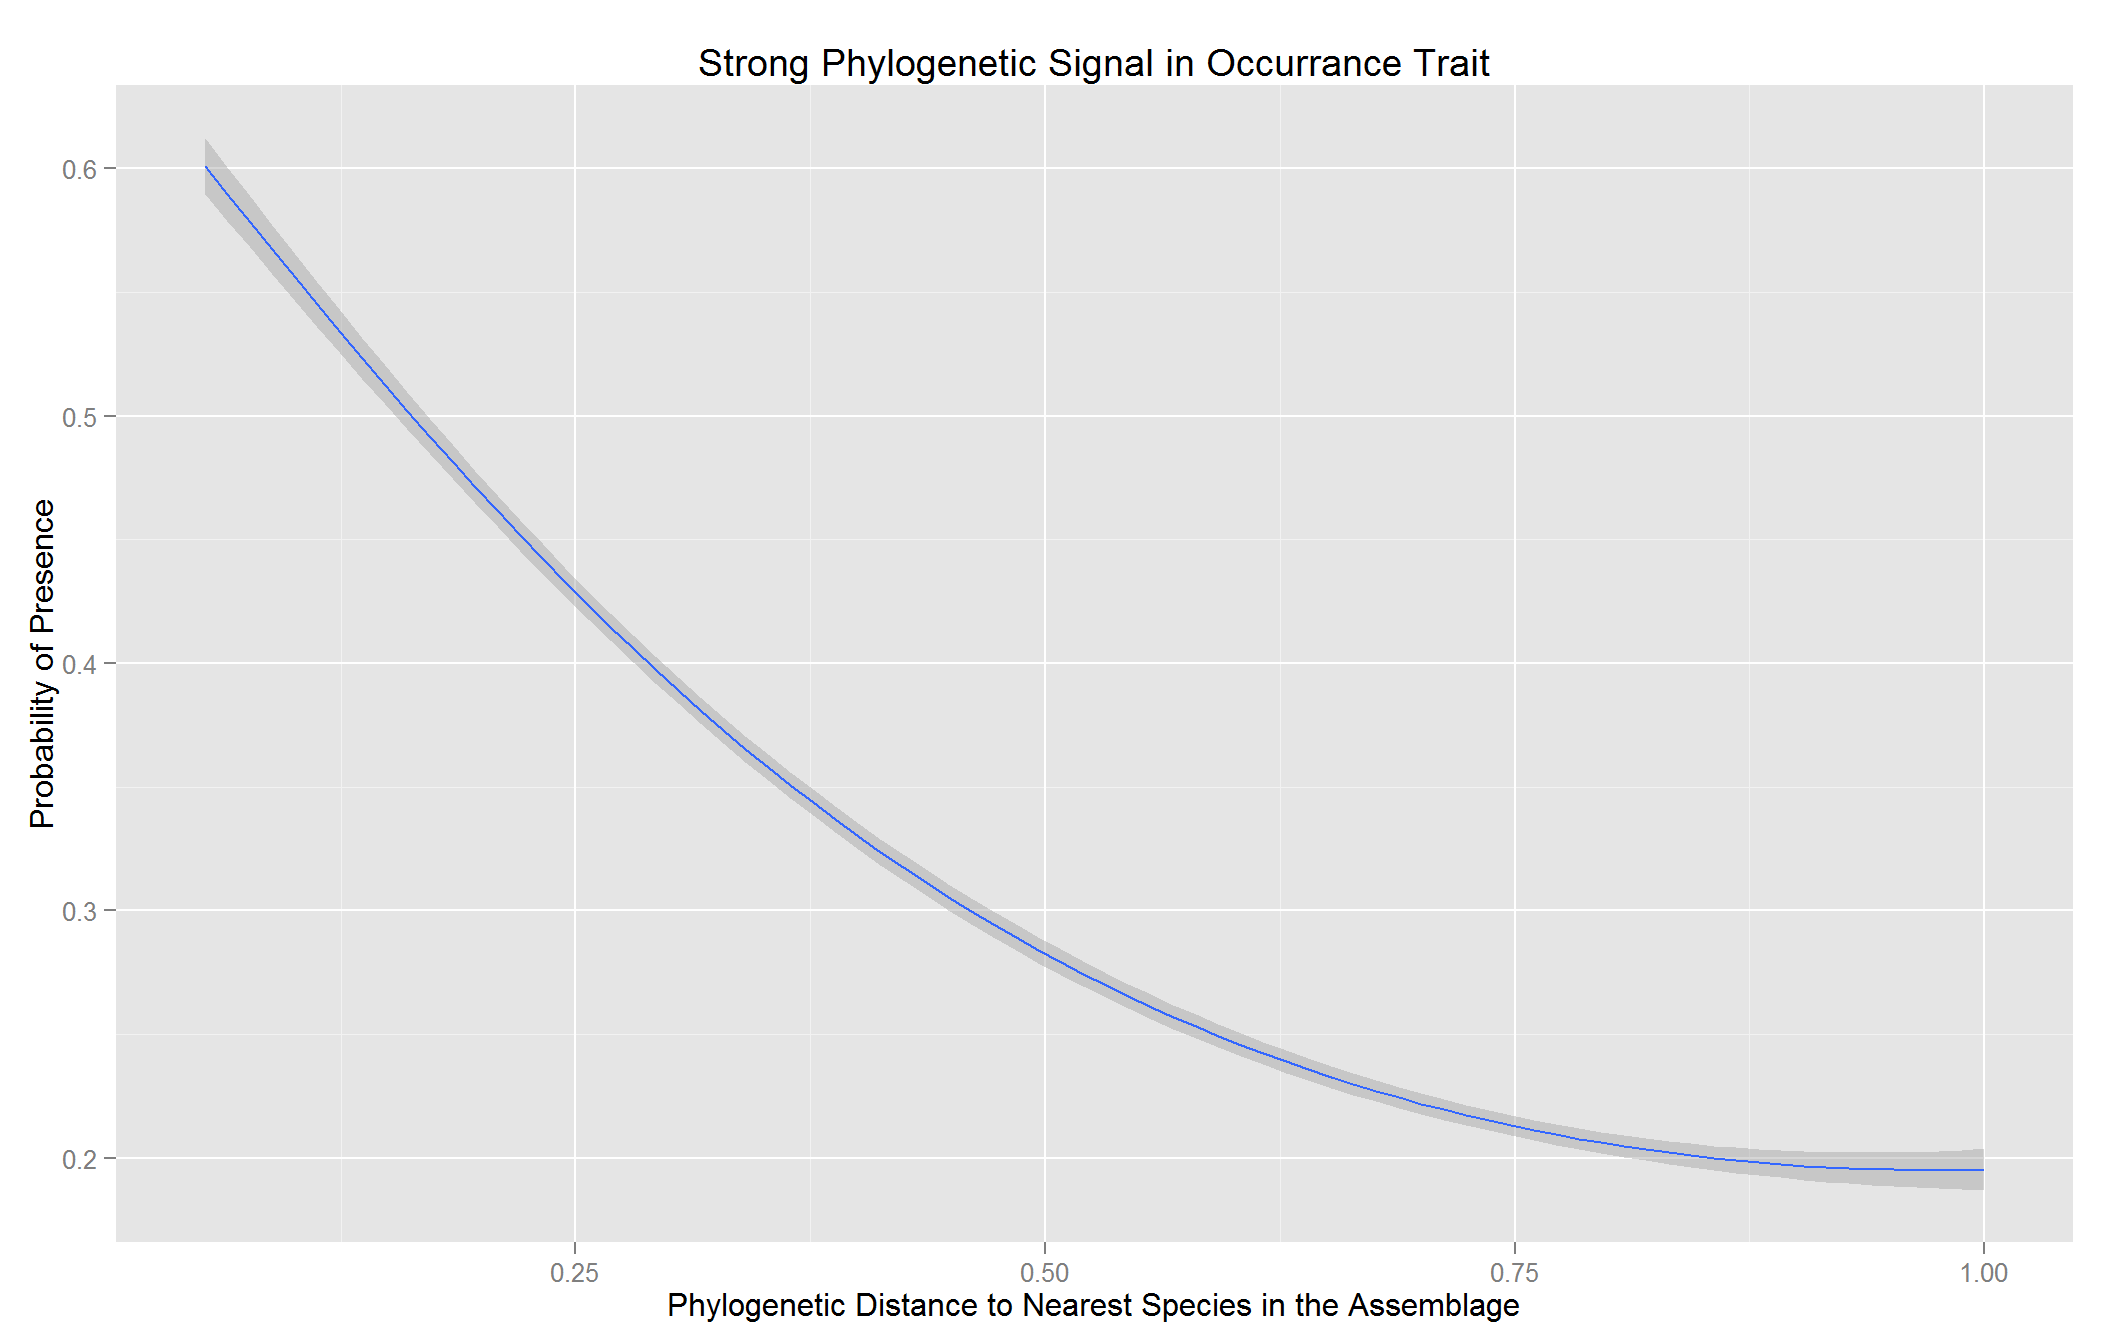 Strong Phylogenetic Signal in Occurrance Trait
Probability of Presence
0.6
0.5
0.4
0.3
0.2
0.25 0.50 0.75 1.00
Phylogenetic Distance to Nearest Species in the Assemblage